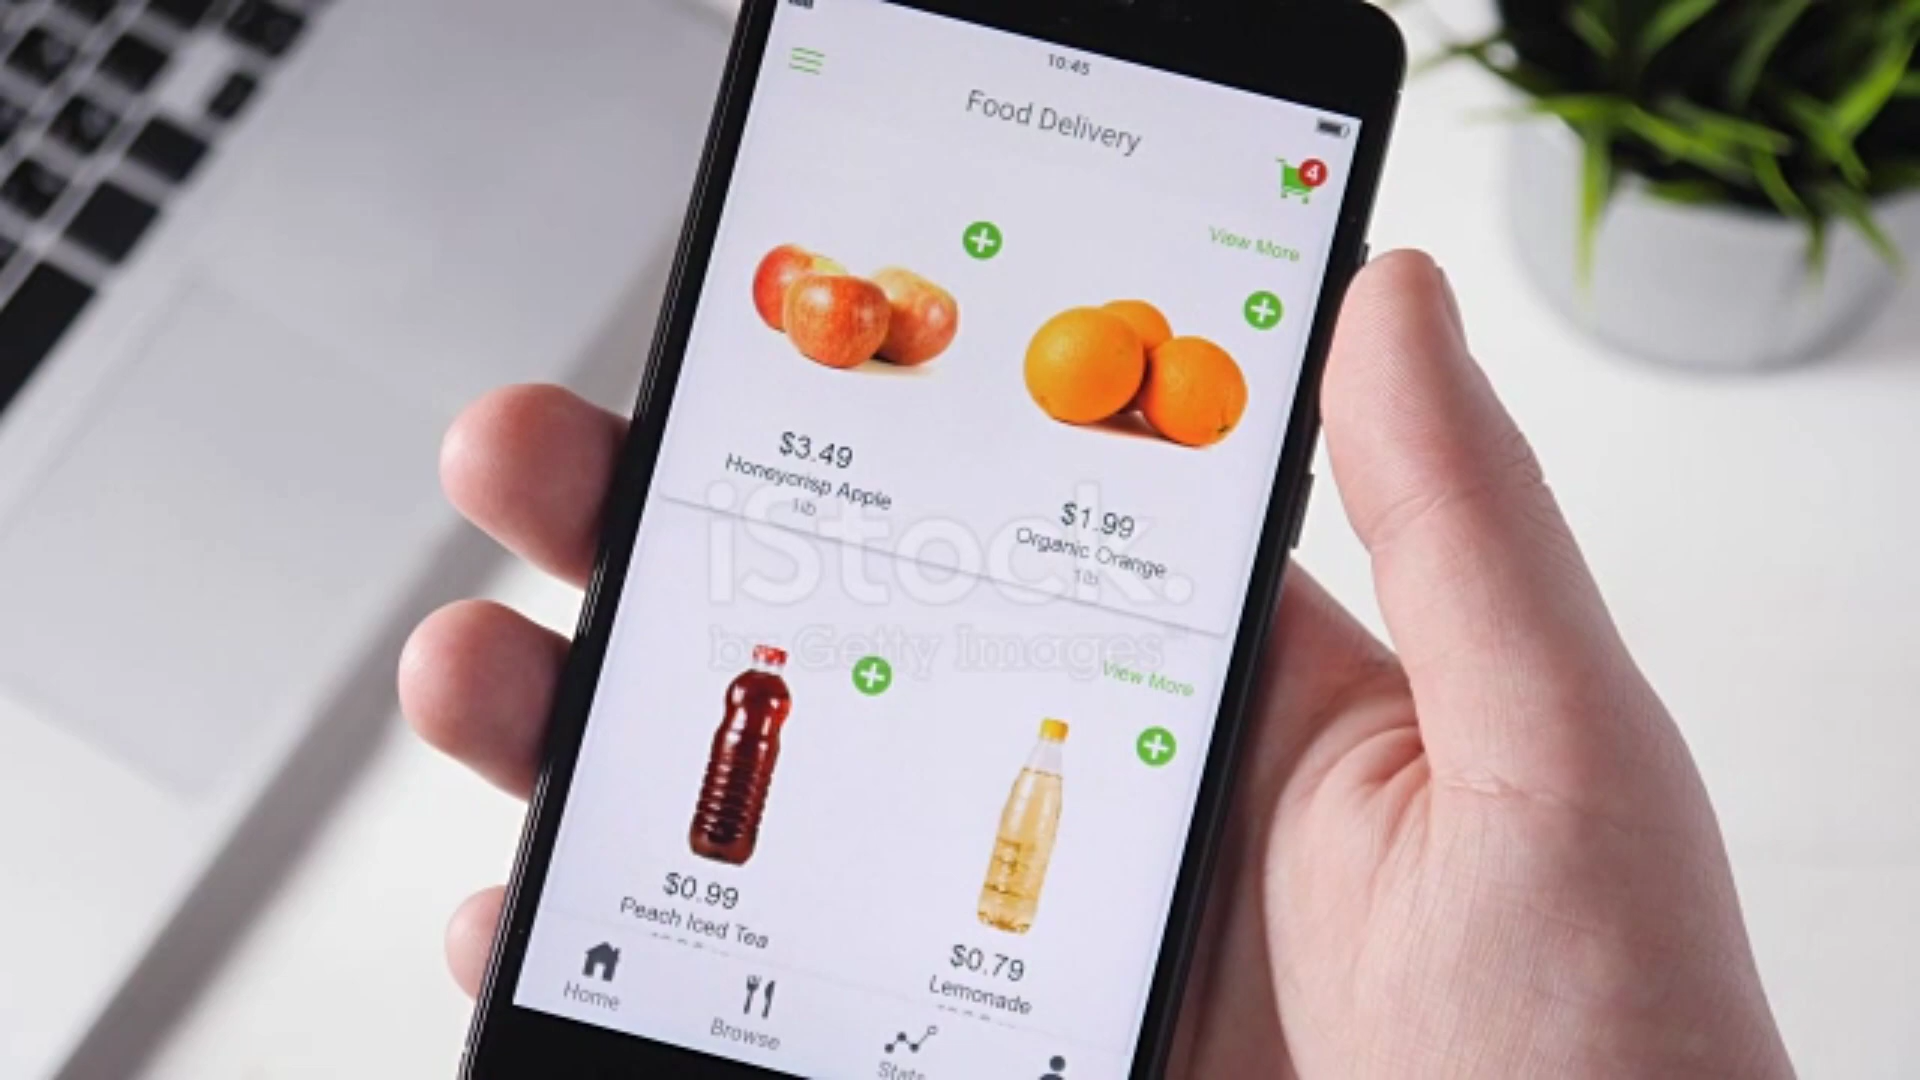 10:45
Food Delivery
4
View More
$3.49
Honeycrisp Apple
1lb
$1.99
Organic Orange
1lb
iStock.
by Getty Images™
View More
$0.99
Peach Iced Tea
$0.79
Lemonade
Home
Browse
Stats